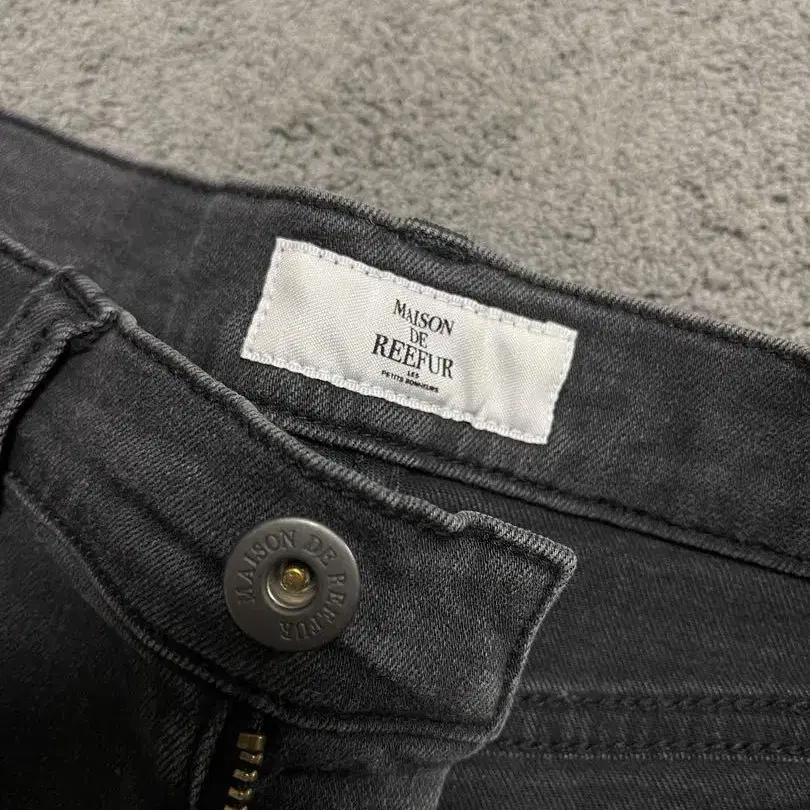 MAISON
DE
REEFUR
LES
PETITS BONHEURS
MAISON DE REEFUR